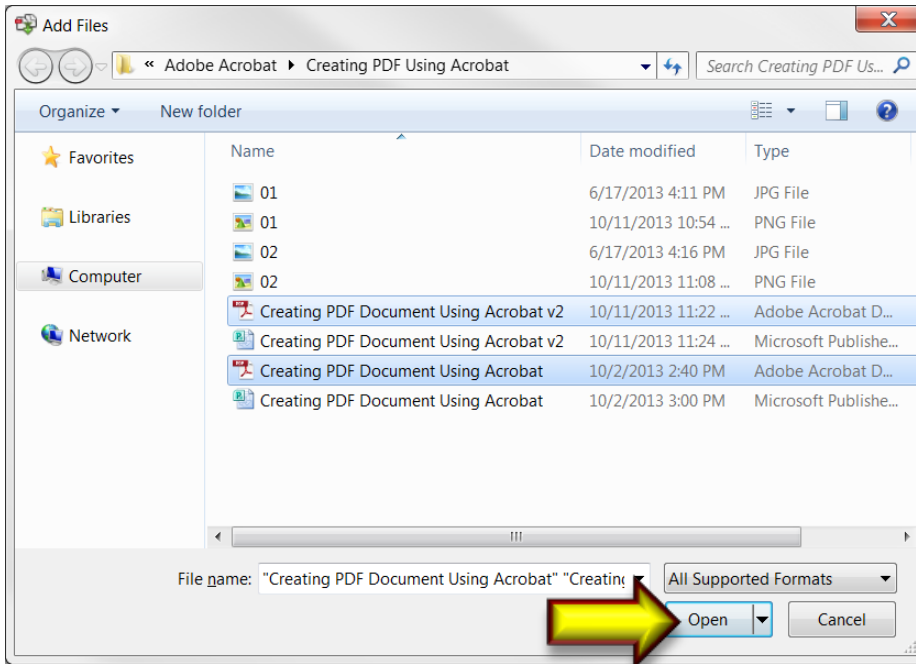 Add Files
« Adobe Acrobat ▸ Creating PDF Using Acrobat
Search Creating PDF Us...
Organize New folder
Name Date modified Type
Favorites
Libraries
Computer
Network
01 6/17/2013 4:11 PM JPG File
01 10/11/2013 10:54 ... PNG File
02 6/17/2013 4:16 PM JPG File
02 10/11/2013 11:08 ... PNG File
Creating PDF Document Using Acrobat v2 10/11/2013 11:22 ... Adobe Acrobat D...
Creating PDF Document Using Acrobat v2 10/11/2013 11:24 ... Microsoft Publishe...
Creating PDF Document Using Acrobat 10/2/2013 2:40 PM Adobe Acrobat D...
Creating PDF Document Using Acrobat 10/2/2013 3:00 PM Microsoft Publishe...
File name: "Creating PDF Document Using Acrobat" "Creating All Supported Formats
Open Cancel